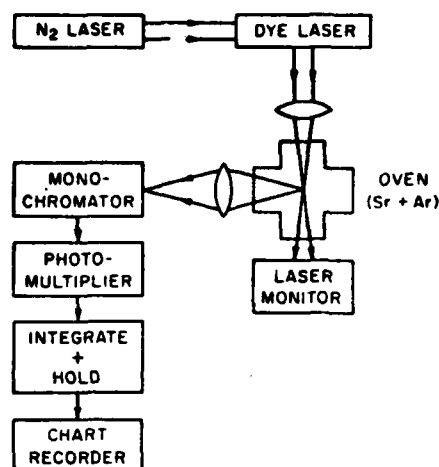 N₂ LASER
DYE LASER
OVEN
(Sr + Ar)
MONO-
CHROMATOR
LASER
MONITOR
PHOTO-
MULTIPLIER
INTEGRATE
+
HOLD
CHART
RECORDER